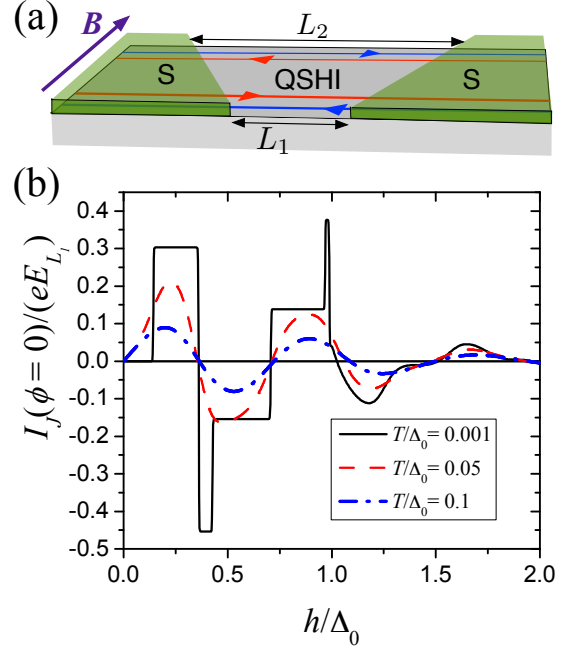 (a)
B
L₂
S
QSHI
S
L₁
(b)
I_J(ϕ=0)/(eE_{L_l})
0.4
0.3
0.2
0.1
0.0
-0.1
-0.2
-0.3
-0.4
-0.5
T/Δ₀= 0.001
T/Δ₀= 0.05
T/Δ₀= 0.1
0.0 0.5 1.0 1.5 2.0
h/Δ₀